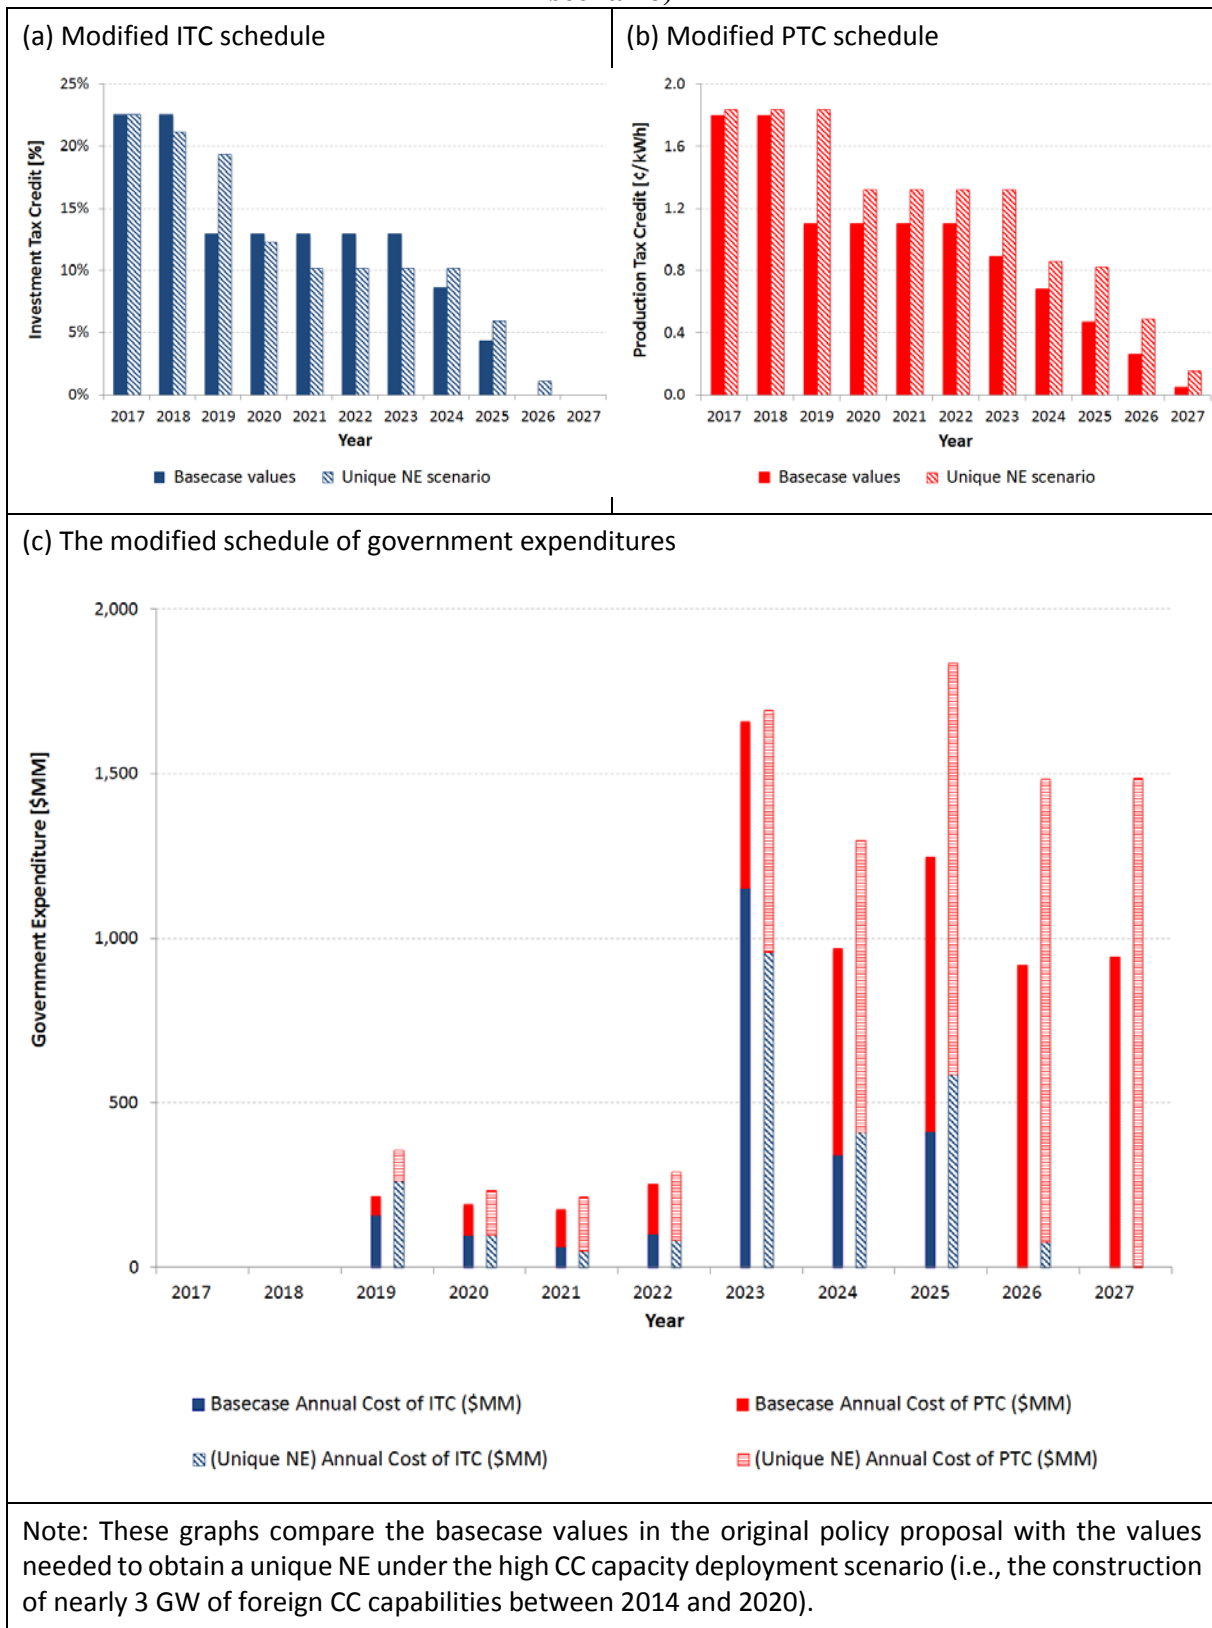 scenario)
(a) Modified ITC schedule
25%
20%
15%
10%
5%
0%
Investment Tax Credit [%]
2017 2018 2019 2020 2021 2022 2023 2024 2025 2026 2027
Year
Basecase values Unique NE scenario
(b) Modified PTC schedule
2.0
1.6
1.2
0.8
0.4
0.0
Production Tax Credit [¢/kWh]
2017 2018 2019 2020 2021 2022 2023 2024 2025 2026 2027
Year
Basecase values Unique NE scenario
(c) The modified schedule of government expenditures
2,000
1,500
1,000
500
0
Government Expenditure [$MM]
2017 2018 2019 2020 2021 2022 2023 2024 2025 2026 2027
Year
Basecase Annual Cost of ITC ($MM) Basecase Annual Cost of PTC ($MM)
(Unique NE) Annual Cost of ITC ($MM) (Unique NE) Annual Cost of PTC ($MM)
Note: These graphs compare the basecase values in the original policy proposal with the values
needed to obtain a unique NE under the high CC capacity deployment scenario (i.e., the construction
of nearly 3 GW of foreign CC capabilities between 2014 and 2020).